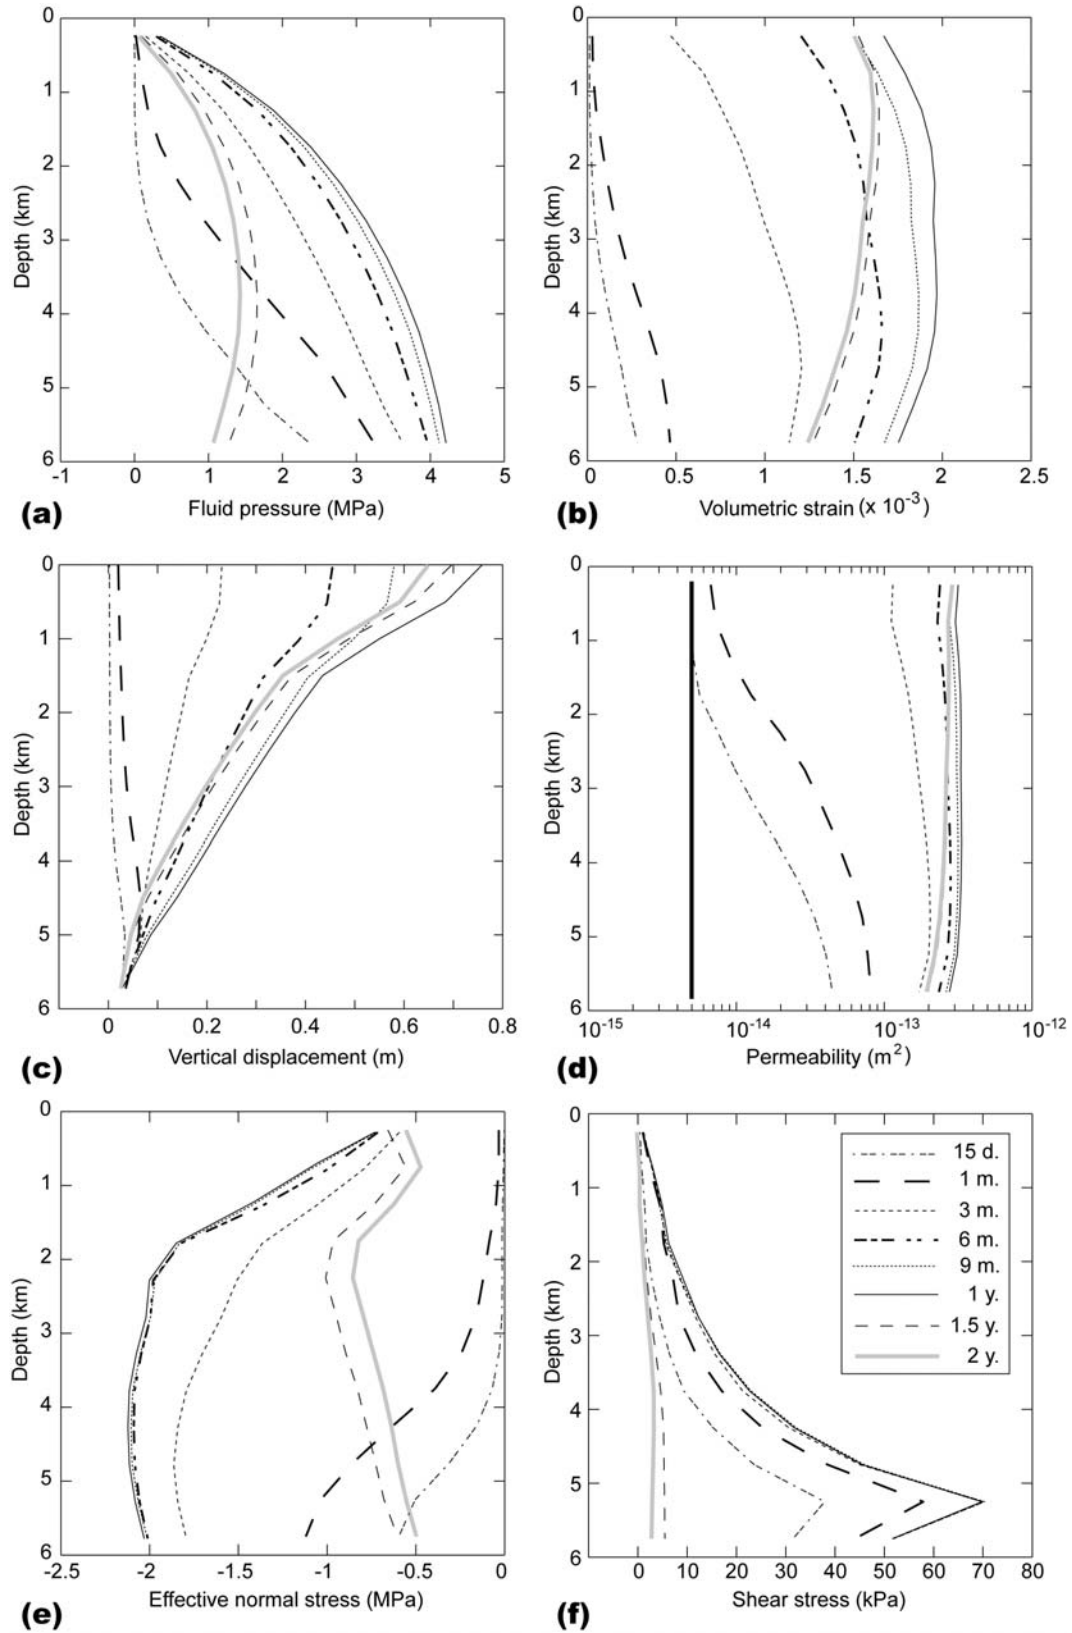 0
1
2
3
4
5
6
Depth (km)
-1 0 1 2 3 4 5
Fluid pressure (MPa)
(a)
0
1
2
3
4
5
6
Depth (km)
0 0.5 1 1.5 2 2.5
Volumetric strain (x 10-3)
(b)
0
1
2
3
4
5
6
Depth (km)
0 0.2 0.4 0.6 0.8
Vertical displacement (m)
(c)
0
1
2
3
4
5
6
Depth (km)
10-15 10-14 10-13 10-12
Permeability (m2)
(d)
0
1
2
3
4
5
6
Depth (km)
-2.5 -2 -1.5 -1 -0.5 0
Effective normal stress (MPa)
(e)
0
1
2
3
4
5
6
Depth (km)
15 d.
1 m.
3 m.
6 m.
9 m.
1 y.
1.5 y.
2 y.
0 10 20 30 40 50 60 70 80
Shear stress (kPa)
(f)